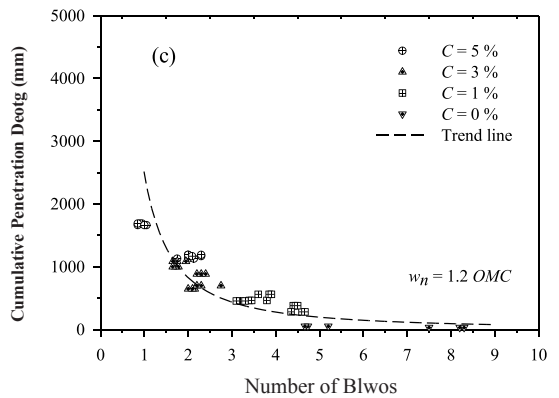 5000
4000
3000
2000
1000
0
Cumulative Penetration Deotg (mm)
(c)
C = 5 %
C = 3 %
C = 1 %
C = 0 %
Trend line
wn = 1.2 OMC
0 1 2 3 4 5 6 7 8 9 10
Number of Blwos